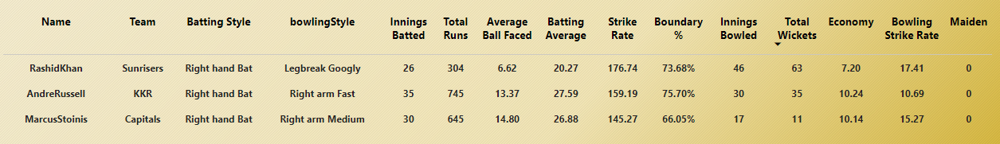 Name Team Batting Style bowlingStyle Innings Batted Total Runs Average Ball Faced Batting Average Strike Rate Boundary % Innings Bowled Total Wickets Economy Bowling Strike Rate Maiden
RashidKhan Sunrisers Right hand Bat Legbreak Googly 26 304 6.62 20.27 176.74 73.68% 46 63 7.20 17.41 0
AndreRussell KKR Right hand Bat Right arm Fast 35 745 13.37 27.59 159.19 75.70% 30 35 10.24 10.69 0
MarcusStoinis Capitals Right hand Bat Right arm Medium 30 645 14.80 26.88 145.27 66.05% 17 11 10.14 15.27 0